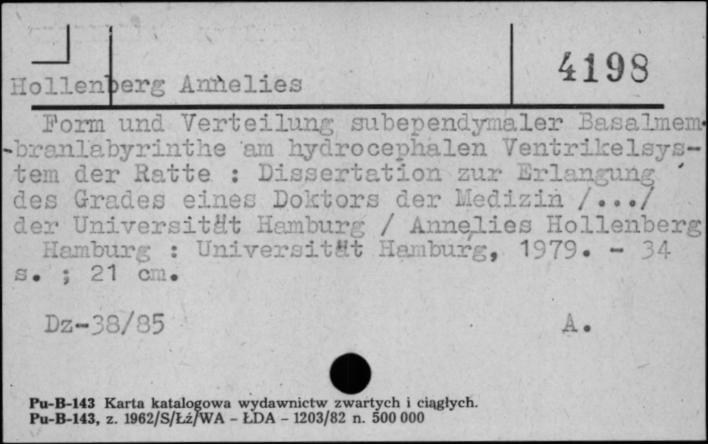 4198
Hollenberg Annelies
Form und Verteilung subependymaler Basalmem-
-branlabyrinthe am hydrocephalen Ventrikelsys-
tem der Ratte : Dissertation zur Erlangung
des Grades eines Doktors der Medizin /.../
der Universität Hamburg / Annelies Hollenberg
Hamburg : Universität Hamburg, 1979. - 34
s. ; 21 cm.
Dz-38/85 A.
Pu-B-143 Karta katalogowa wydawnictw zwartych i ciągłych.
Pu-B-143, z. 1962/S/Łż/WA - ŁDA - 1203/82 n. 500 000